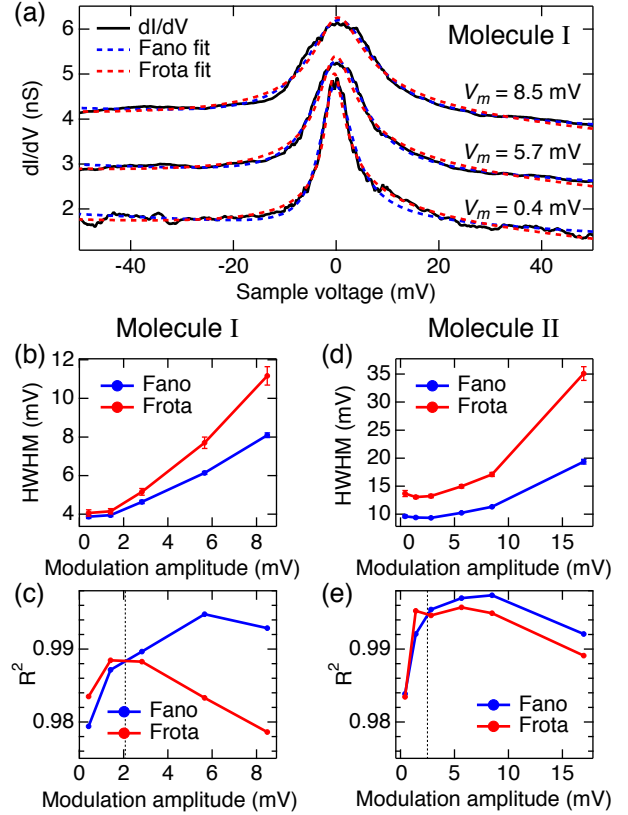 (a)
dI/dV
Fano fit
Frota fit
Molecule I
Vm = 8.5 mV
Vm = 5.7 mV
Vm = 0.4 mV
dI/dV (nS)
6
5
4
3
2
-40 -20 0 20 40
Sample voltage (mV)
Molecule I
Molecule II
(b)
Fano
Frota
HWHM (mV)
12
10
8
6
4
0 2 4 6 8
Modulation amplitude (mV)
(d)
Fano
Frota
HWHM (mV)
35
30
25
20
15
10
0 5 10 15
Modulation amplitude (mV)
(c)
Fano
Frota
R²
0.99
0.98
0 2 4 6 8
Modulation amplitude (mV)
(e)
Fano
Frota
R²
0.99
0.98
0 5 10 15
Modulation amplitude (mV)